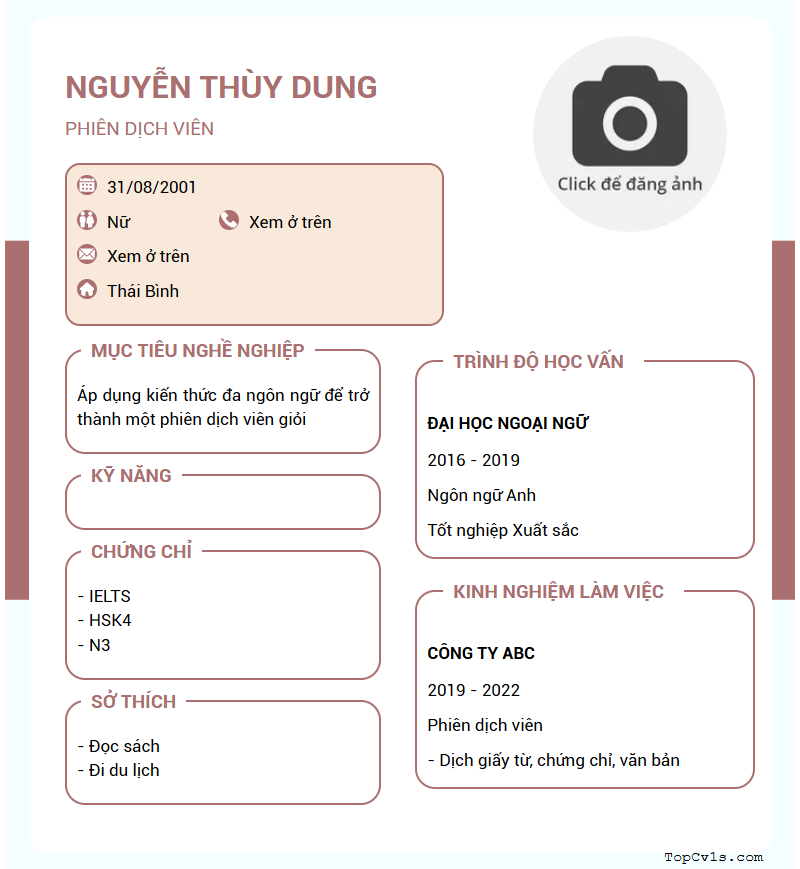 NGUYỄN THÙY DUNG
PHIÊN DỊCH VIÊN
Click để đăng ảnh
31/08/2001
Nữ Xem ở trên
Xem ở trên
Thái Bình
MỤC TIÊU NGHỀ NGHIỆP
Áp dụng kiến thức đa ngôn ngữ để trở
thành một phiên dịch viên giỏi
KỸ NĂNG
CHỨNG CHỈ
- IELTS
- HSK4
- N3
SỞ THÍCH
- Đọc sách
- Đi du lịch
TRÌNH ĐỘ HỌC VẤN
ĐẠI HỌC NGOẠI NGỮ
2016 - 2019
Ngôn ngữ Anh
Tốt nghiệp Xuất sắc
KINH NGHIỆM LÀM VIỆC
CÔNG TY ABC
2019 - 2022
Phiên dịch viên
- Dịch giấy tờ, chứng chỉ, văn bản
TopCv1s.com